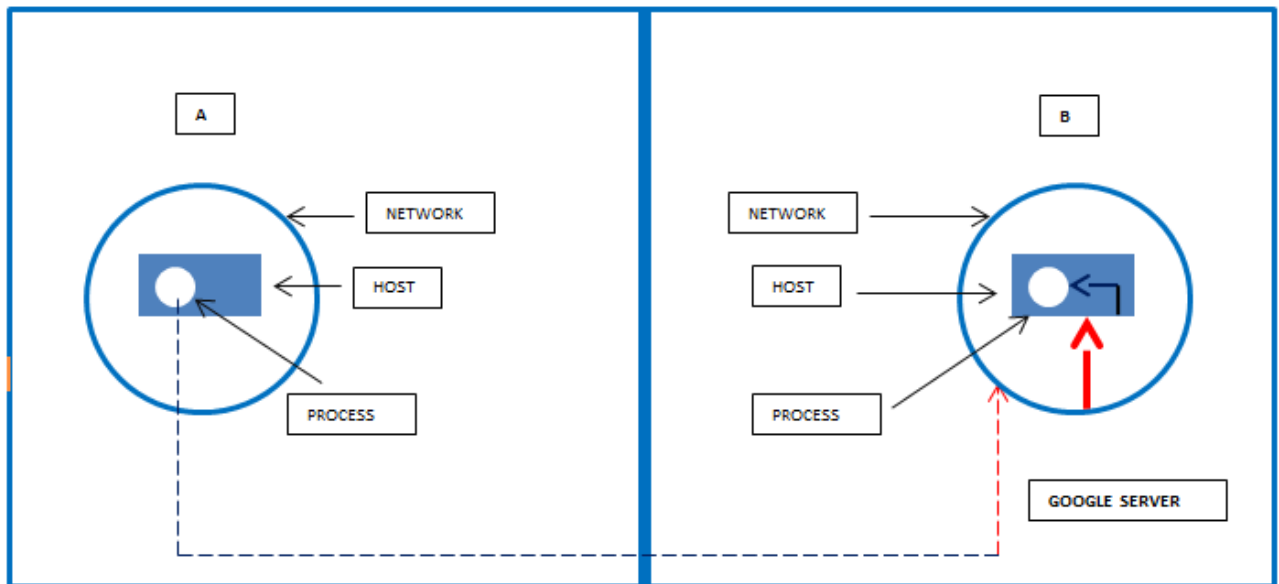 A
B
NETWORK
NETWORK
HOST
HOST
PROCESS
PROCESS
GOOGLE SERVER